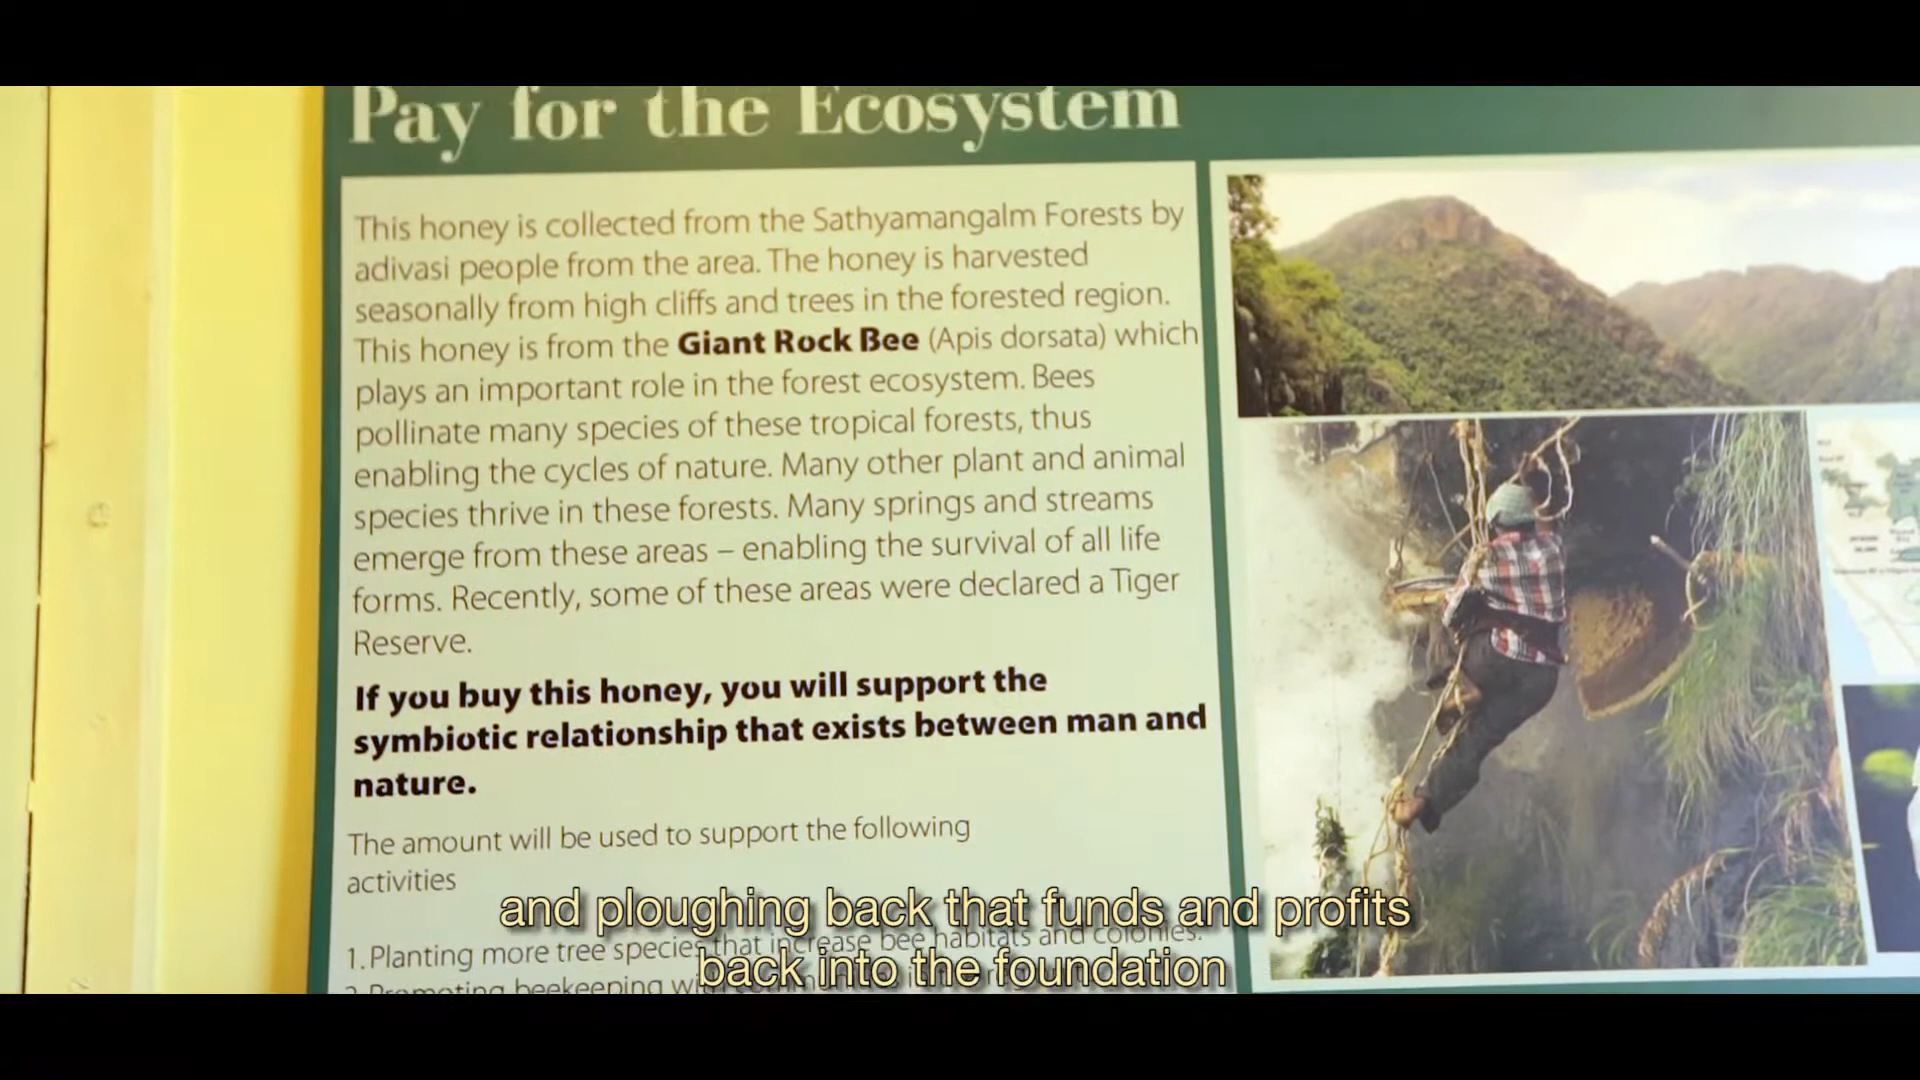 Pay for the Ecosystem
This honey is collected from the Sathyamangalm Forests by
adivasi people from the area. The honey is harvested
seasonally from high cliffs and trees in the forested region.
This honey is from the Giant Rock Bee (Apis dorsata) which
plays an important role in the forest ecosystem. Bees
pollinate many species of these tropical forests, thus
enabling the cycles of nature. Many other plant and animal
species thrive in these forests. Many springs and streams
emerge from these areas – enabling the survival of all life
forms. Recently, some of these areas were declared a Tiger
Reserve.
If you buy this honey, you will support the
symbiotic relationship that exists between man and
nature.
The amount will be used to support the following
activities
1. Planting more tree species that increase bee habitats and colonies.
2. Promoting beekeeping
and ploughing back that funds and profits
back into the foundation